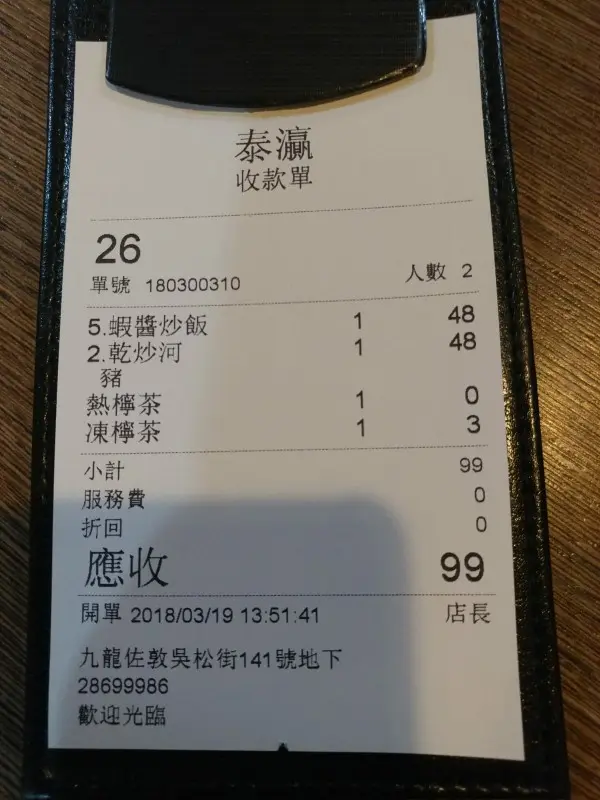 泰瀛
收款單
26
單號 180300310 人數 2
5.蝦醬炒飯 1 48
2.乾炒河 1 48
豬
熱檸茶 1 0
凍檸茶 1 3
小計 99
服務費 0
折回 0
應收 99
開單 2018/03/19 13:51:41 店長
九龍佐敦吳松街141號地下
28699986
歡迎光臨